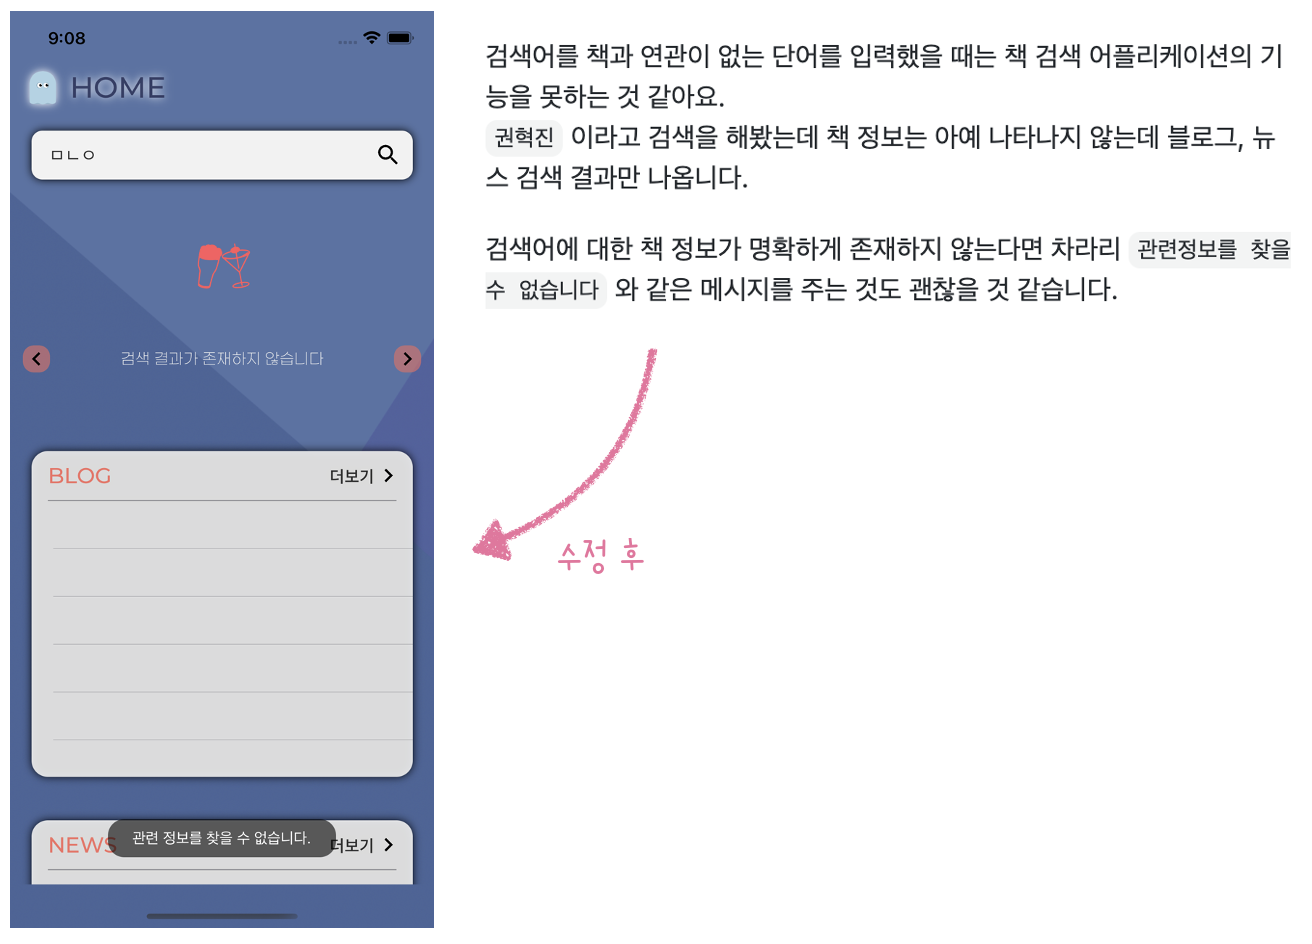 9:08
HOME
ㅁㄴㅇ
검색 결과가 존재하지 않습니다
BLOG
더보기
NEWS
더보기
관련 정보를 찾을 수 없습니다.
검색어를 책과 연관이 없는 단어를 입력했을 때는 책 검색 어플리케이션의 기
능을 못하는 것 같아요.
권혁진 이라고 검색을 해봤는데 책 정보는 아예 나타나지 않는데 블로그, 뉴
스 검색 결과만 나옵니다.
검색어에 대한 책 정보가 명확하게 존재하지 않는다면 차라리 관련정보를 찾을
수 없습니다 와 같은 메시지를 주는 것도 괜찮을 것 같습니다.
수정 후